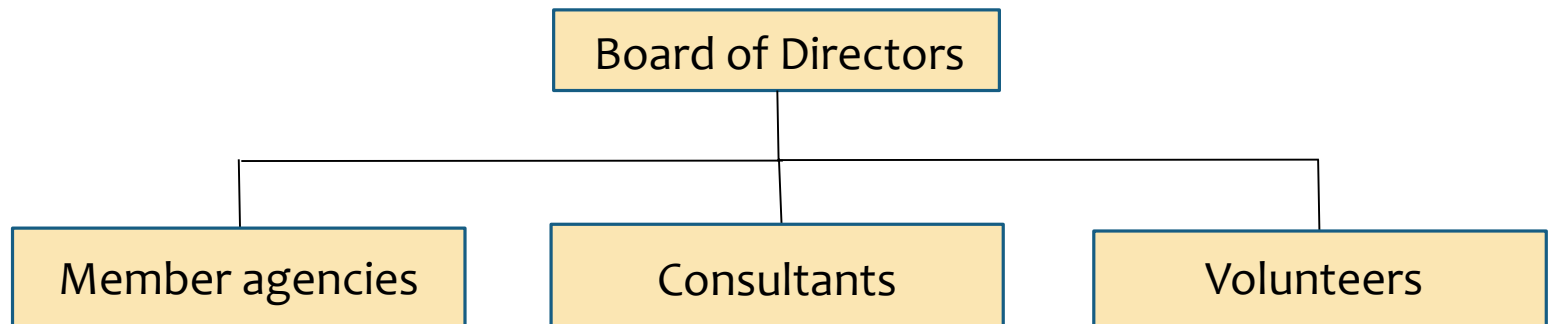 Board of Directors
Member agencies
Consultants
Volunteers